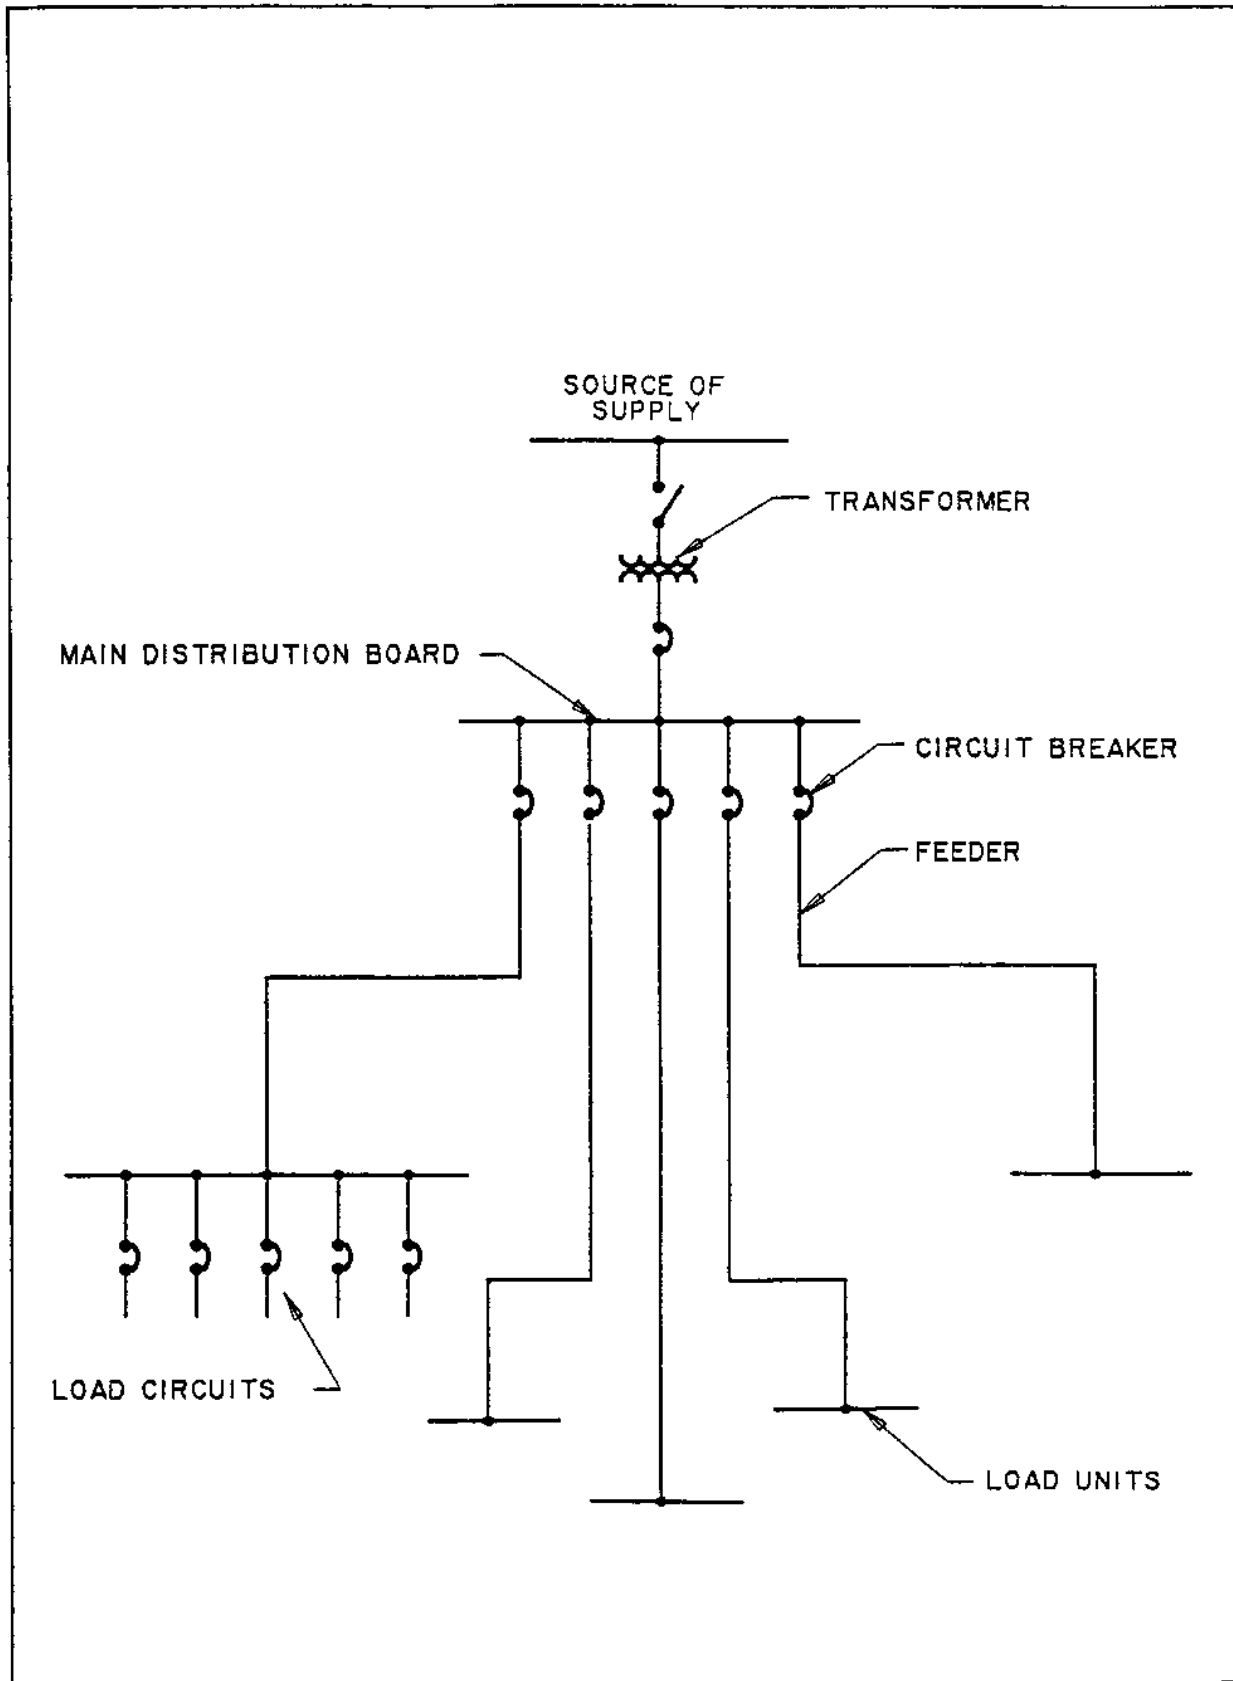 SOURCE OF
SUPPLY
TRANSFORMER
MAIN DISTRIBUTION BOARD
CIRCUIT BREAKER
FEEDER
LOAD CIRCUITS
LOAD UNITS